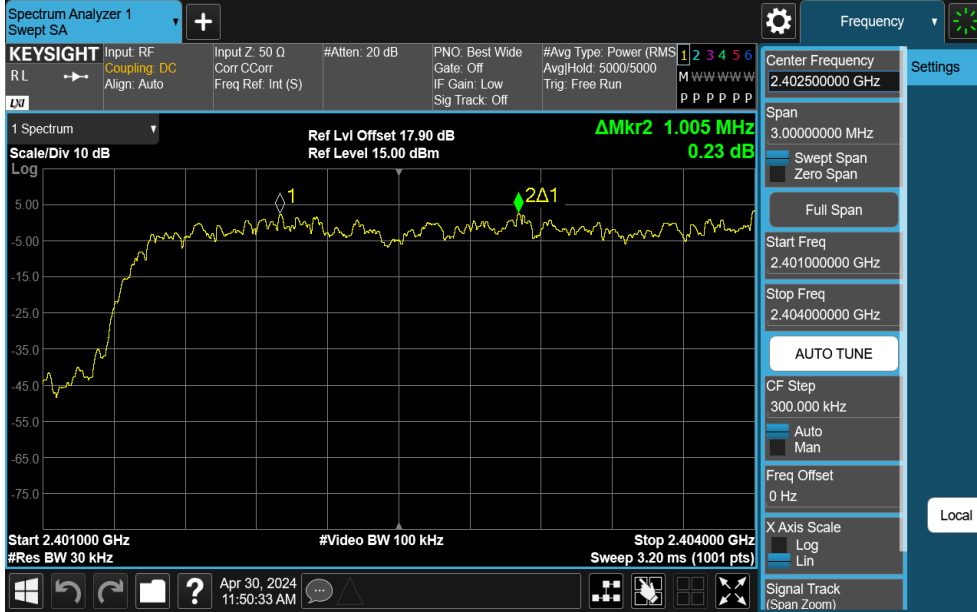 Spectrum Analyzer 1
Swept SA
+
Frequency
KEYSIGHT
R L
LXI
Input: RF
Coupling: DC
Align: Auto
Input Z: 50 Ω
Corr CCorr
Freq Ref: Int (S)
#Atten: 20 dB
PNO: Best Wide
Gate: Off
IF Gain: Low
Sig Track: Off
#Avg Type: Power (RMS
Avg|Hold: 5000/5000
Trig: Free Run
1 2 3 4 5 6
M W W W W W
P P P P P P
1 Spectrum
Scale/Div 10 dB
Log
Ref Lvl Offset 17.90 dB
Ref Level 15.00 dBm
ΔMkr2 1.005 MHz
0.23 dB
1
2Δ1
5.00
-5.00
-15.0
-25.0
-35.0
-45.0
-55.0
-65.0
-75.0
Start 2.401000 GHz
#Res BW 30 kHz
#Video BW 100 kHz
Stop 2.404000 GHz
Sweep 3.20 ms (1001 pts)
?
Apr 30, 2024
11:50:33 AM
Center Frequency
2.402500000 GHz
Span
3.00000000 MHz
Swept Span
Zero Span
Full Span
Start Freq
2.401000000 GHz
Stop Freq
2.404000000 GHz
AUTO TUNE
CF Step
300.000 kHz
Auto
Man
Freq Offset
0 Hz
X Axis Scale
Log
Lin
Signal Track
(Span Zoom)
Settings
Local